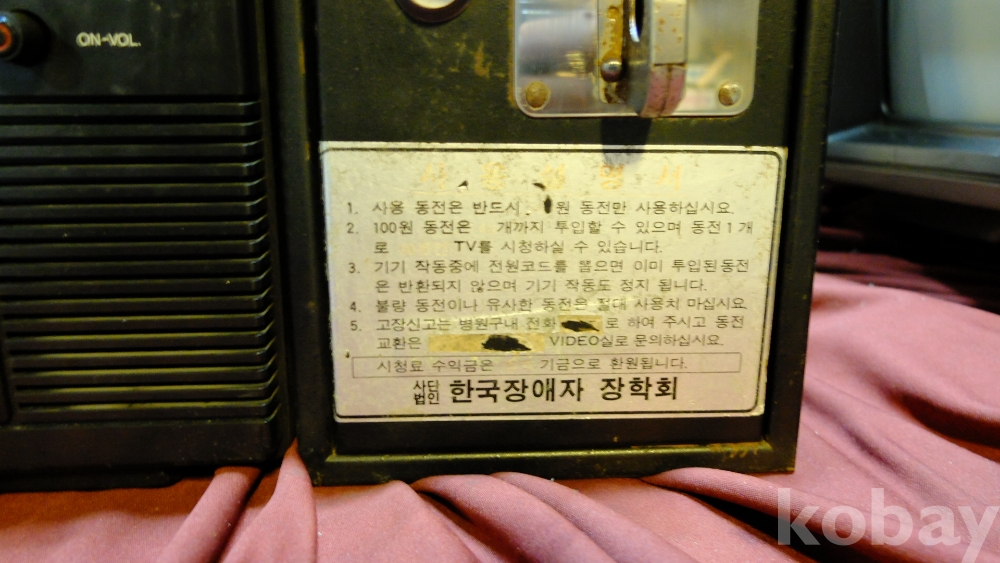 ON-VOL.
사용 설명서
1. 사용 동전은 반드시 원 동전만 사용하십시요.
2. 100원 동전은 개까지 투입할 수 있으며 동전1개
로 TV를 시청하실 수 있습니다.
3. 기기 작동중에 전원코드를 뽑으면 이미 투입된동전
은 반환되지 않으며 기기 작동도 정지 됩니다.
4. 불량 동전이나 유사한 동전은 절대 사용치 마십시요.
5. 고장신고는 병원구내 전화 로 하여 주시고 동전
교환은 VIDEO실로 문의하십시요.
시청료 수익금은 기금으로 환원됩니다.
사단
법인 한국장애자 장학회
kobay